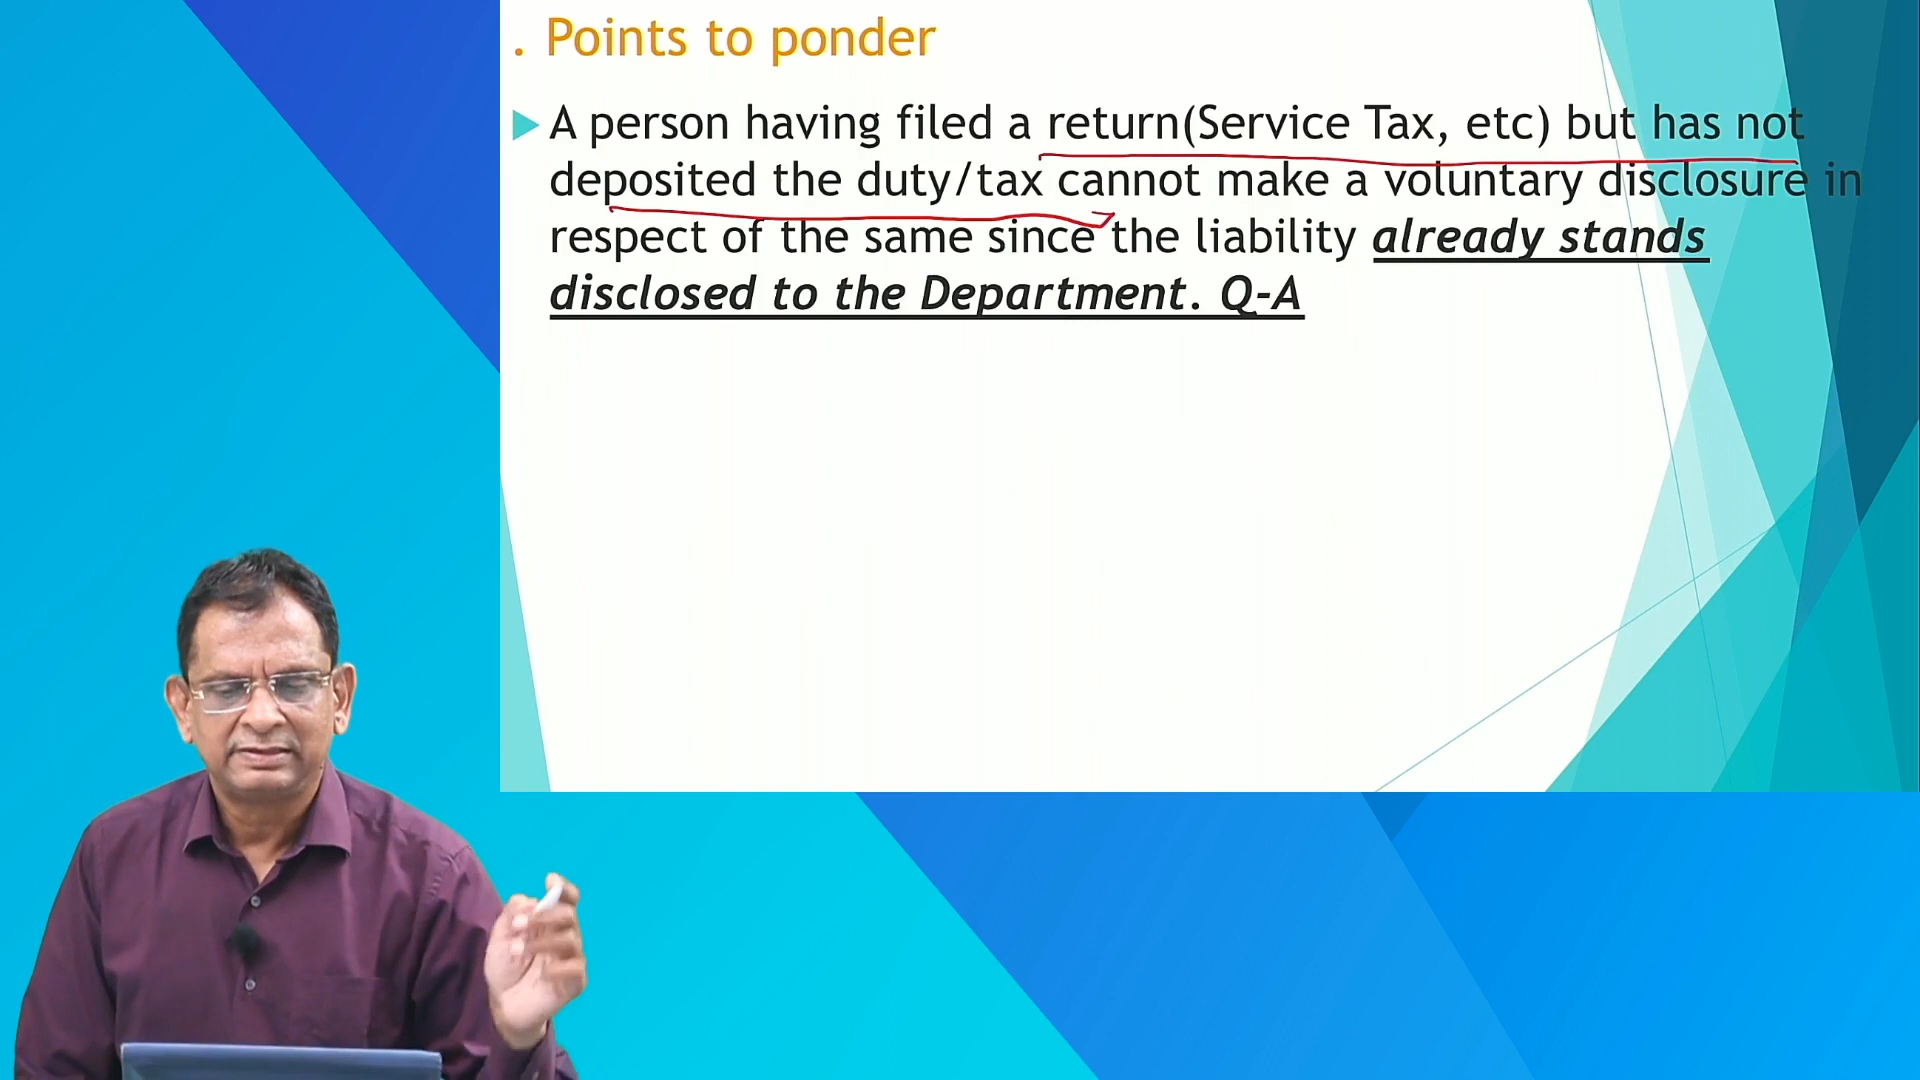 . Points to ponder
A person having filed a return(Service Tax, etc) but has not
deposited the duty/tax cannot make a voluntary disclosure in
respect of the same since the liability already stands
disclosed to the Department. Q-A